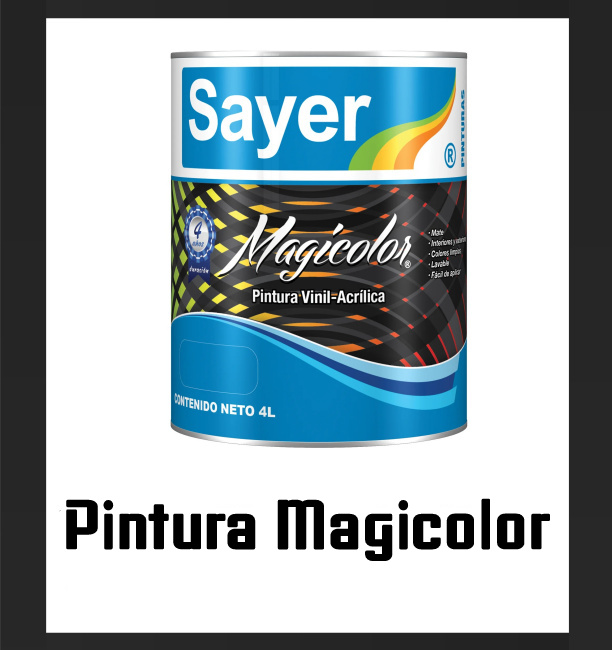 Sayer
®
PINTURAS
4
años
duración
Magicolor®
Pintura Vinil-Acrílica
• Mate
• Interiores y
• Colores limpios
• Lavable
• Fácil de aplicar
CONTENIDO NETO 4L
Pintura Magicolor